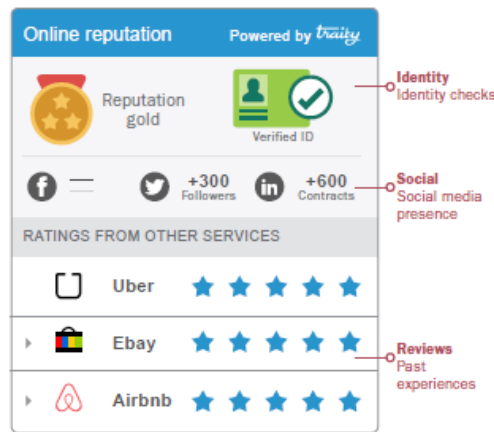 Online reputation
Powered by traity
Reputation
gold
Verified ID
Identity
Identity checks
+300
Followers
+600
Contracts
Social
Social media
presence
RATINGS FROM OTHER SERVICES
Uber
Ebay
Airbnb
Reviews
Past
experiences